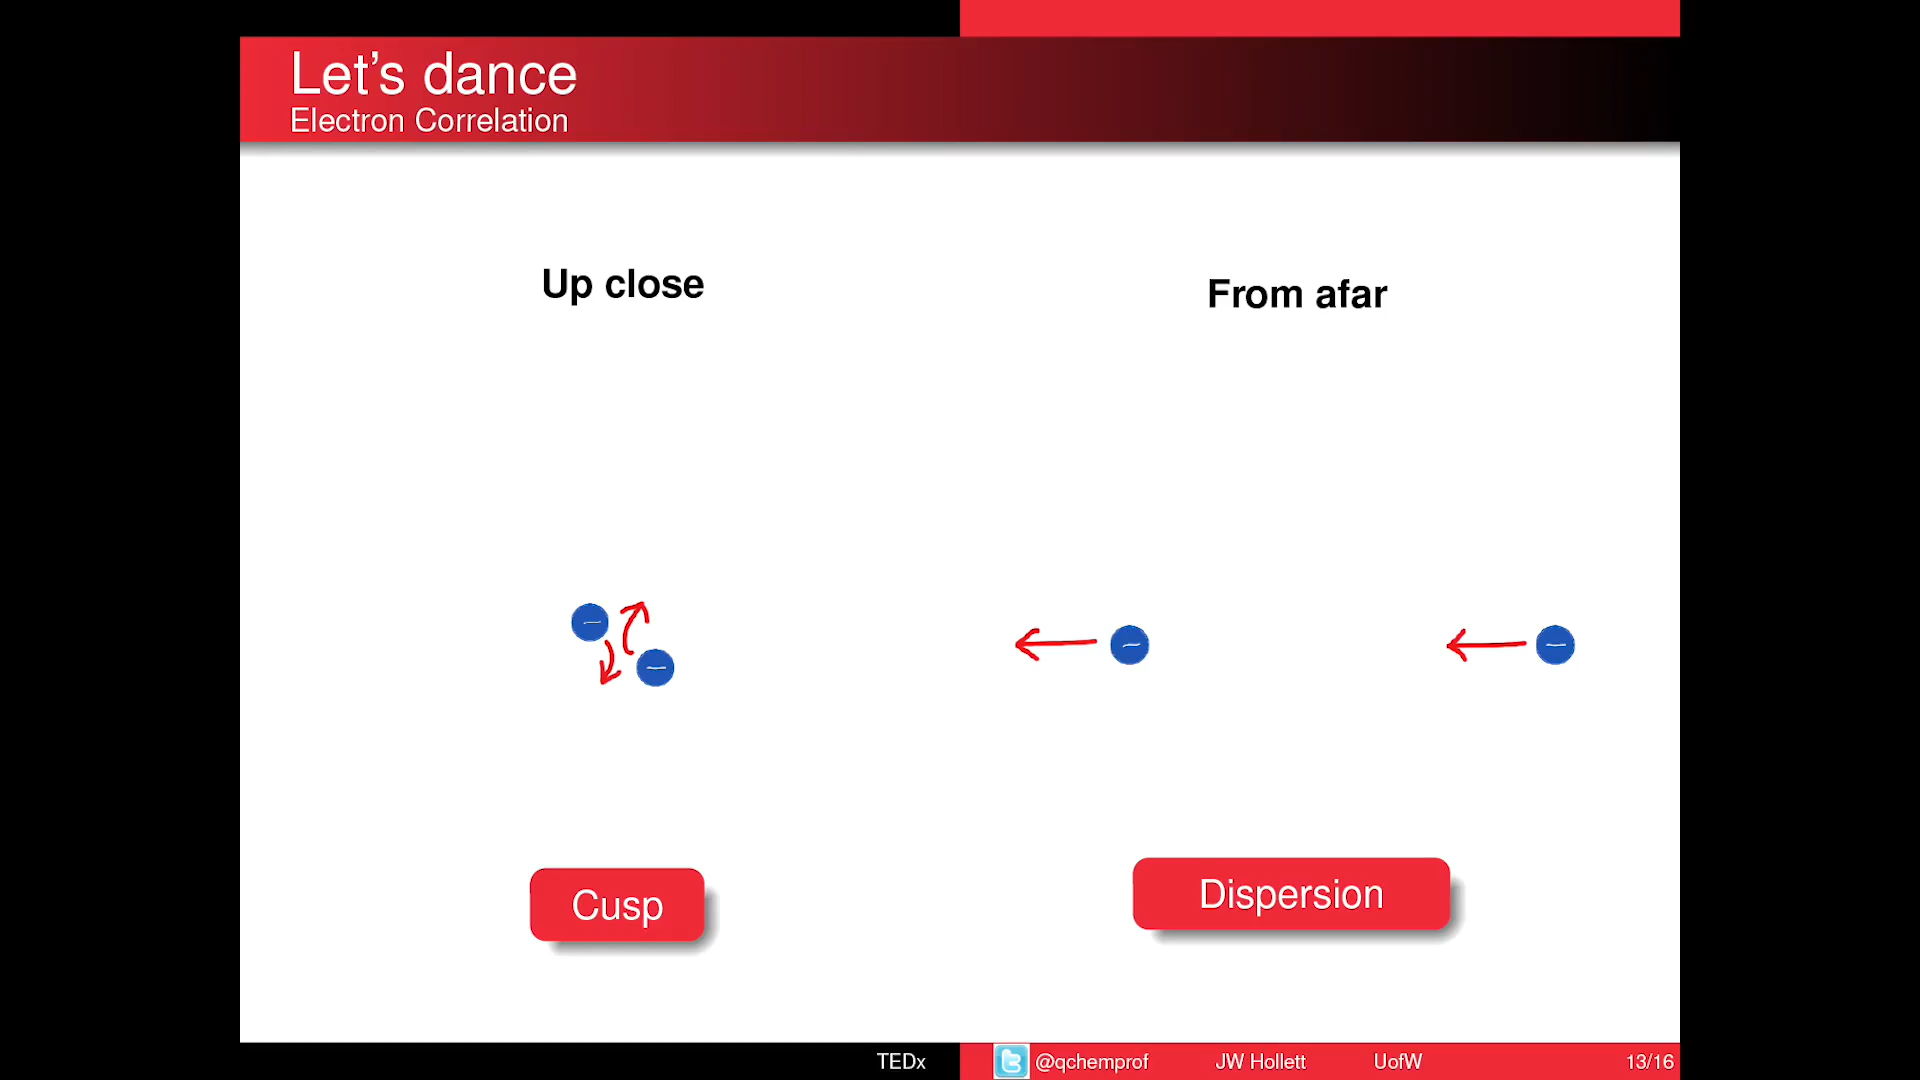 Let's dance
Electron Correlation
Up close
From afar
−
−
−
−
Cusp
Dispersion
TEDx
@qchemprof JW Hollett UofW 13/16